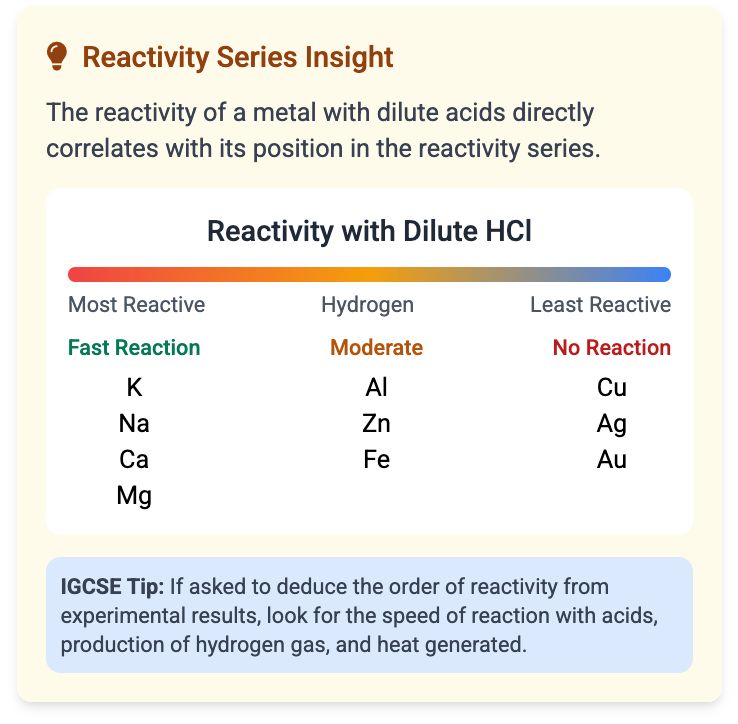 Reactivity Series Insight
The reactivity of a metal with dilute acids directly
correlates with its position in the reactivity series.
Reactivity with Dilute HCl
Most Reactive Hydrogen Least Reactive
Fast Reaction Moderate No Reaction
K Al Cu
Na Zn Ag
Ca Fe Au
Mg
IGCSE Tip: If asked to deduce the order of reactivity from
experimental results, look for the speed of reaction with acids,
production of hydrogen gas, and heat generated.